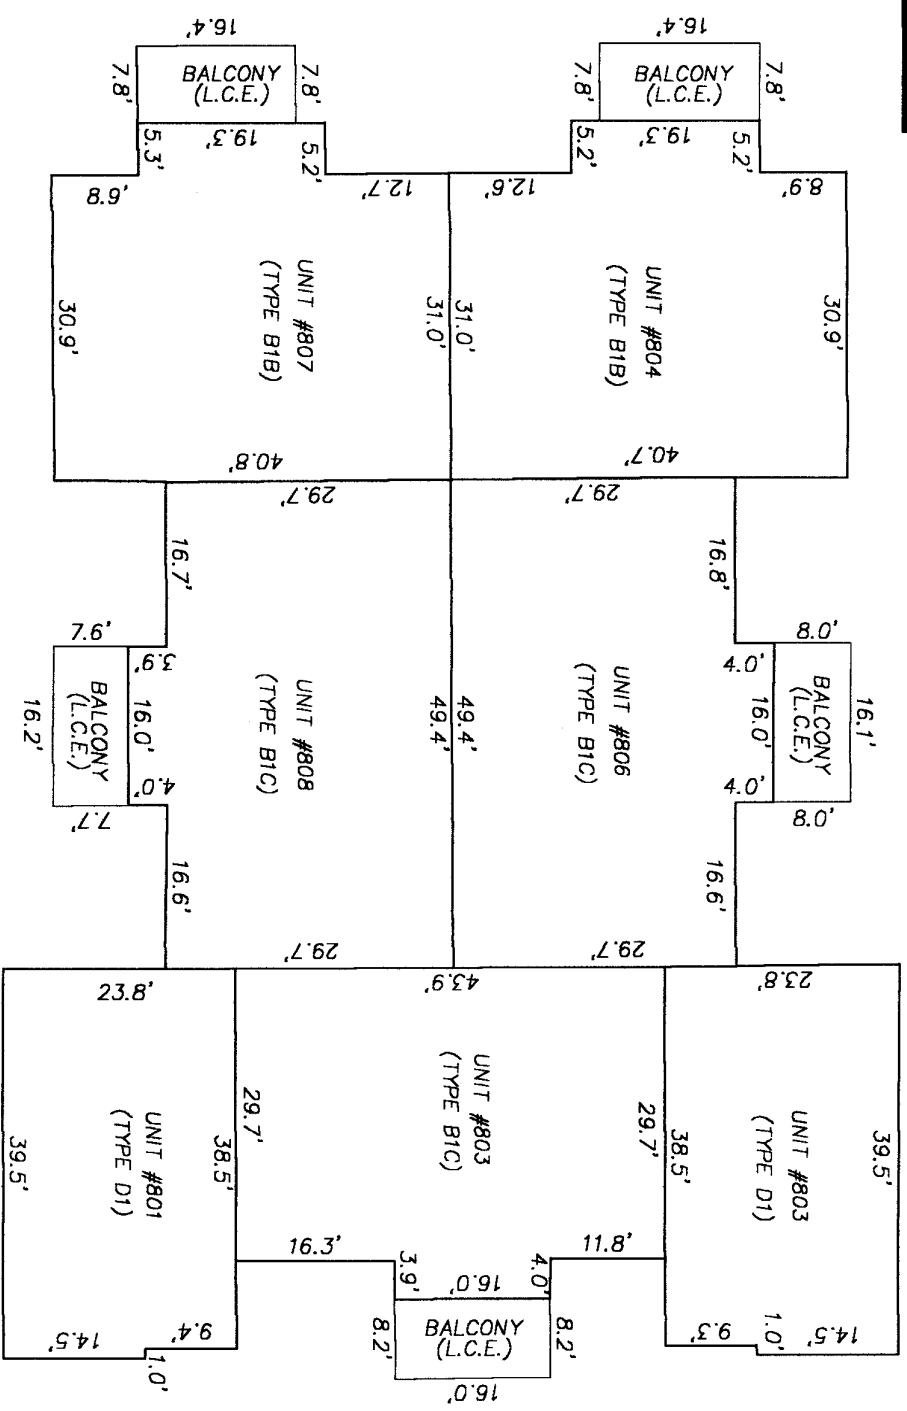 16.4'
7.8'
BALCONY
(L.C.E.)
7.8'
5.3'
19.3'
5.2'
8.9'
12.7'
30.9'
UNIT #807
(TYPE B1B)
31.0'
40.8'
16.4'
7.8'
BALCONY
(L.C.E.)
7.8'
5.2'
19.3'
5.2'
12.6'
8.9'
31.0'
UNIT #804
(TYPE B1B)
30.9'
40.7'
29.7'
16.7'
7.9'
3.9'
16.2'
BALCONY
(L.C.E.)
16.0'
4.0'
7.7'
UNIT #808
(TYPE B1C)
49.4'
16.6'
29.7'
29.7'
16.8'
8.0'
4.0'
49.4'
UNIT #806
(TYPE B1C)
16.0'
BALCONY
(L.C.E.)
16.1'
4.0'
8.0'
16.6'
29.7'
23.8'
39.5'
UNIT #801
(TYPE D1)
38.5'
9.4'
14.5'
1.0'
43.9'
29.7'
UNIT #803
(TYPE B1C)
29.7'
16.3'
3.9'
16.0'
4.0'
11.8'
8.2'
BALCONY
(L.C.E.)
8.2'
16.0'
23.8'
38.5'
UNIT #803
(TYPE D1)
39.5'
9.3'
1.0'
14.5'